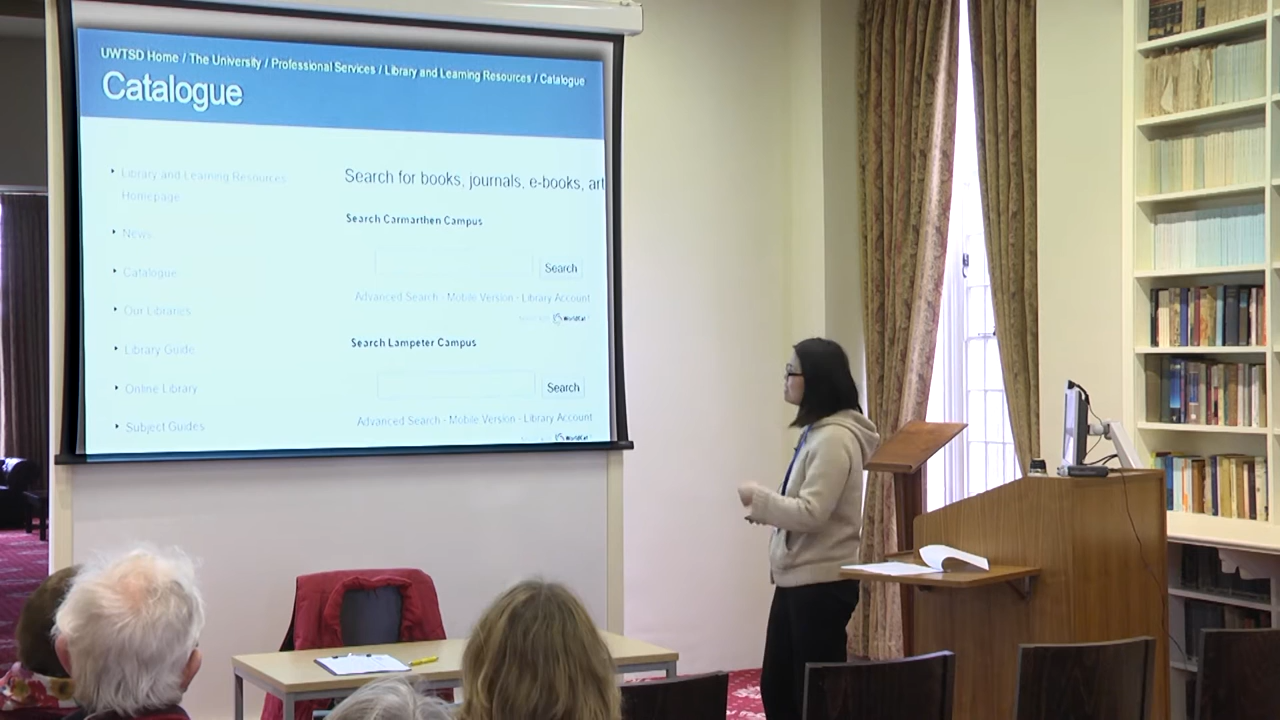 UWTSD Home / The University / Professional Services / Library and Learning Resources / Catalogue
Catalogue
Library and Learning Resources
Homepage
News
Catalogue
Our Libraries
Library Guide
Online Library
Subject Guides
Search for books, journals, e-books, art
Search Carmarthen Campus
Search
Advanced Search - Mobile Version - Library Account
WorldCat
Search Lampeter Campus
Search
Advanced Search - Mobile Version - Library Account
WorldCat